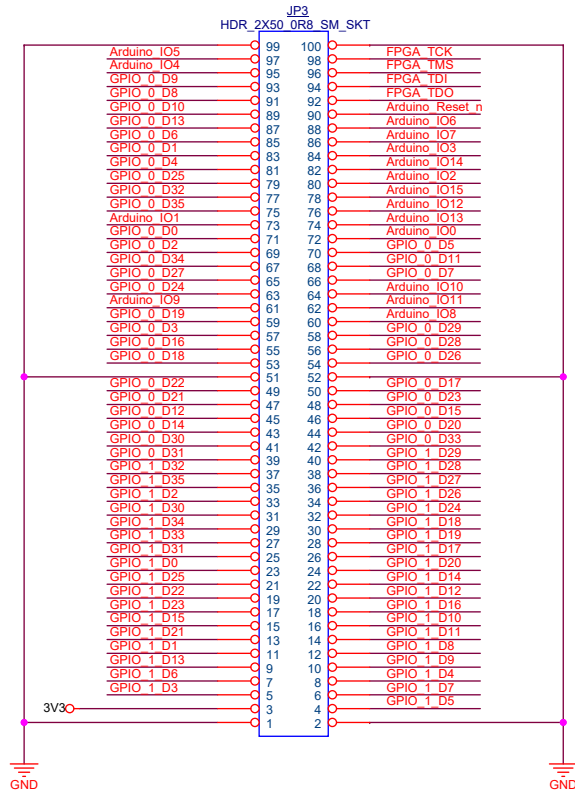 JP3
HDR_2X50_0R8_SM_SKT
99 100
Arduino_IO5 97 98 FPGA_TCK
Arduino_IO4 95 96 FPGA_TMS
GPIO_0_D9 93 94 FPGA_TDI
GPIO_0_D8 91 92 FPGA_TDO
GPIO_0_D10 89 90 Arduino_Reset_n
GPIO_0_D13 87 88 Arduino_IO6
GPIO_0_D6 85 86 Arduino_IO7
GPIO_0_D1 83 84 Arduino_IO3
GPIO_0_D4 81 82 Arduino_IO14
GPIO_0_D25 79 80 Arduino_IO2
GPIO_0_D32 77 78 Arduino_IO15
GPIO_0_D35 75 76 Arduino_IO12
Arduino_IO1 73 74 Arduino_IO13
GPIO_0_D0 71 72 Arduino_IO0
GPIO_0_D2 69 70 GPIO_0_D5
GPIO_0_D34 67 68 GPIO_0_D11
GPIO_0_D27 65 66 GPIO_0_D7
GPIO_0_D24 63 64 Arduino_IO10
Arduino_IO9 61 62 Arduino_IO11
GPIO_0_D19 59 60 Arduino_IO8
GPIO_0_D3 57 58 GPIO_0_D29
GPIO_0_D16 55 56 GPIO_0_D28
GPIO_0_D18 53 54 GPIO_0_D26
51 52
GPIO_0_D22 49 50 GPIO_0_D17
GPIO_0_D21 47 48 GPIO_0_D23
GPIO_0_D12 45 46 GPIO_0_D15
GPIO_0_D14 43 44 GPIO_0_D20
GPIO_0_D30 41 42 GPIO_0_D33
GPIO_0_D31 39 40 GPIO_1_D29
GPIO_1_D32 37 38 GPIO_1_D28
GPIO_1_D35 35 36 GPIO_1_D27
GPIO_1_D2 33 34 GPIO_1_D26
GPIO_1_D30 31 32 GPIO_1_D24
GPIO_1_D34 29 30 GPIO_1_D18
GPIO_1_D33 27 28 GPIO_1_D19
GPIO_1_D31 25 26 GPIO_1_D17
GPIO_1_D0 23 24 GPIO_1_D20
GPIO_1_D25 21 22 GPIO_1_D14
GPIO_1_D22 19 20 GPIO_1_D12
GPIO_1_D23 17 18 GPIO_1_D16
GPIO_1_D15 15 16 GPIO_1_D10
GPIO_1_D21 13 14 GPIO_1_D11
GPIO_1_D1 11 12 GPIO_1_D8
GPIO_1_D13 9 10 GPIO_1_D9
GPIO_1_D6 7 8 GPIO_1_D4
GPIO_1_D3 5 6 GPIO_1_D7
3V3 3 4 GPIO_1_D5
1 2
GND GND